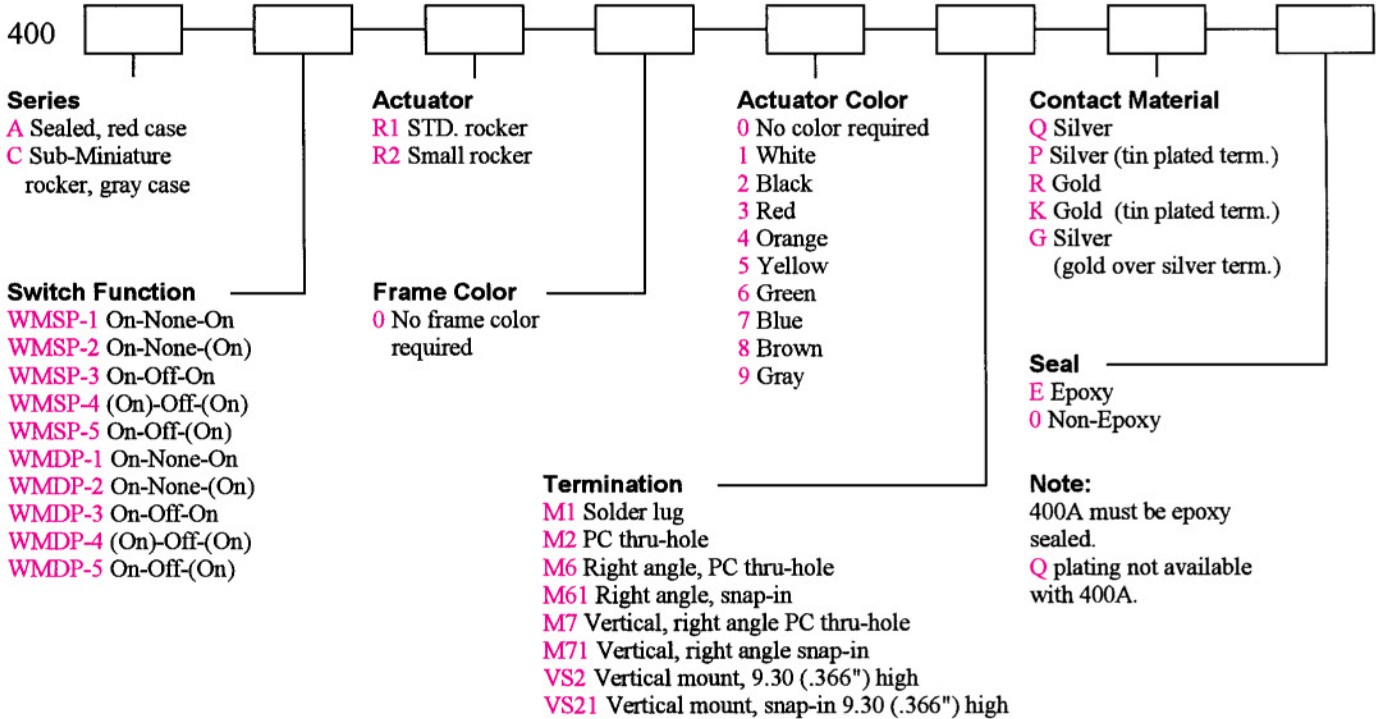 400
Series
A Sealed, red case
C Sub-Miniature
rocker, gray case
Switch Function
WMSP-1 On-None-On
WMSP-2 On-None-(On)
WMSP-3 On-Off-On
WMSP-4 (On)-Off-(On)
WMSP-5 On-Off-(On)
WMDP-1 On-None-On
WMDP-2 On-None-(On)
WMDP-3 On-Off-On
WMDP-4 (On)-Off-(On)
WMDP-5 On-Off-(On)
Actuator
R1 STD. rocker
R2 Small rocker
Frame Color
0 No frame color
required
Actuator Color
0 No color required
1 White
2 Black
3 Red
4 Orange
5 Yellow
6 Green
7 Blue
8 Brown
9 Gray
Termination
M1 Solder lug
M2 PC thru-hole
M6 Right angle, PC thru-hole
M61 Right angle, snap-in
M7 Vertical, right angle PC thru-hole
M71 Vertical, right angle snap-in
VS2 Vertical mount, 9.30 (.366") high
VS21 Vertical mount, snap-in 9.30 (.366") high
Contact Material
Q Silver
P Silver (tin plated term.)
R Gold
K Gold (tin plated term.)
G Silver
(gold over silver term.)
Seal
E Epoxy
0 Non-Epoxy
Note:
400A must be epoxy
sealed.
Q plating not available
with 400A.